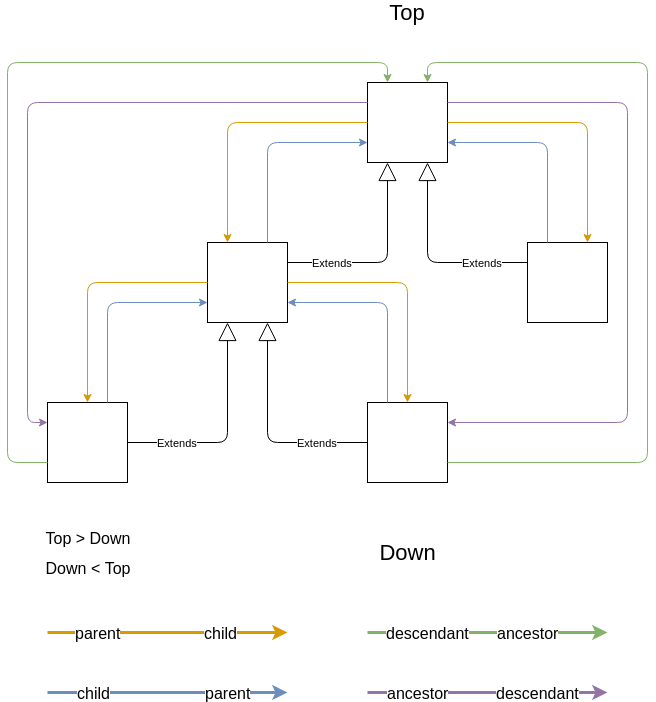 Top
Extends
Extends
Extends
Extends
Top > Down
Down < Top
Down
parent child
descendant ancestor
child parent
ancestor descendant